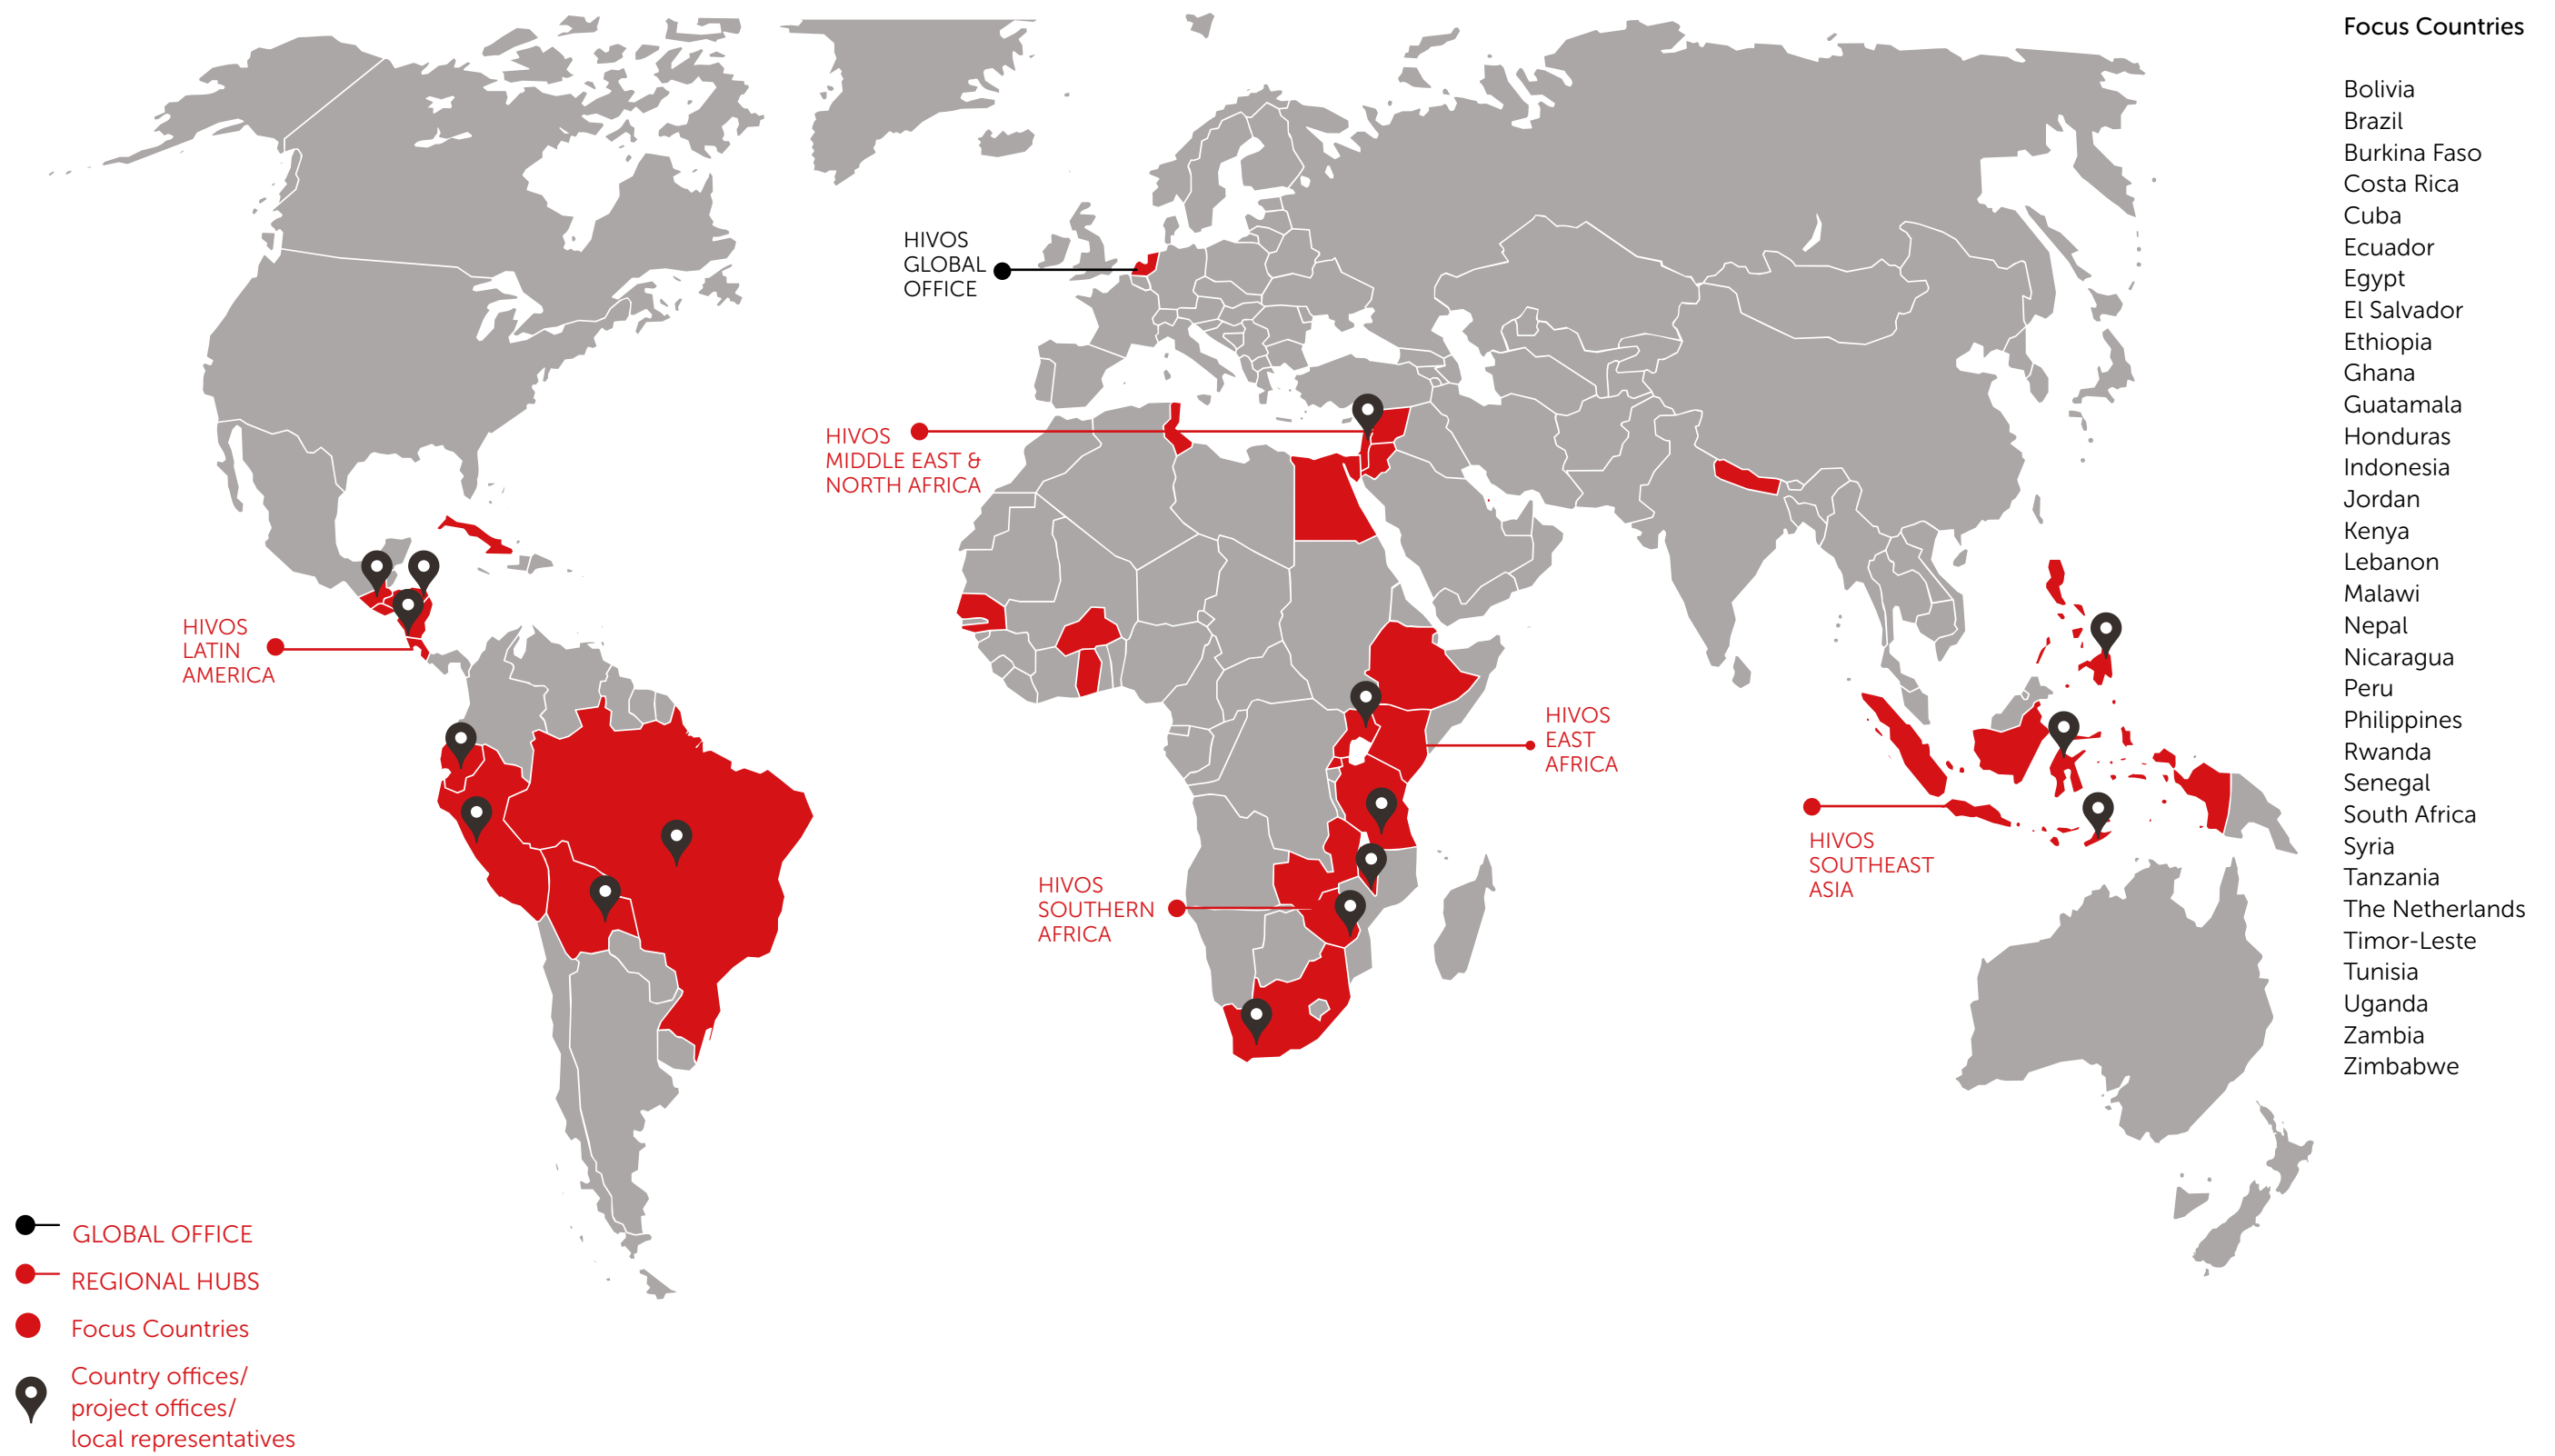 HIVOS
GLOBAL
OFFICE
HIVOS
MIDDLE EAST &
NORTH AFRICA
HIVOS
LATIN
AMERICA
HIVOS
EAST
AFRICA
HIVOS
SOUTHERN
AFRICA
HIVOS
SOUTHEAST
ASIA
GLOBAL OFFICE
REGIONAL HUBS
Focus Countries
Country offices/
project offices/
local representatives
Focus Countries
Bolivia
Brazil
Burkina Faso
Costa Rica
Cuba
Ecuador
Egypt
El Salvador
Ethiopia
Ghana
Guatamala
Honduras
Indonesia
Jordan
Kenya
Lebanon
Malawi
Nepal
Nicaragua
Peru
Philippines
Rwanda
Senegal
South Africa
Syria
Tanzania
The Netherlands
Timor-Leste
Tunisia
Uganda
Zambia
Zimbabwe